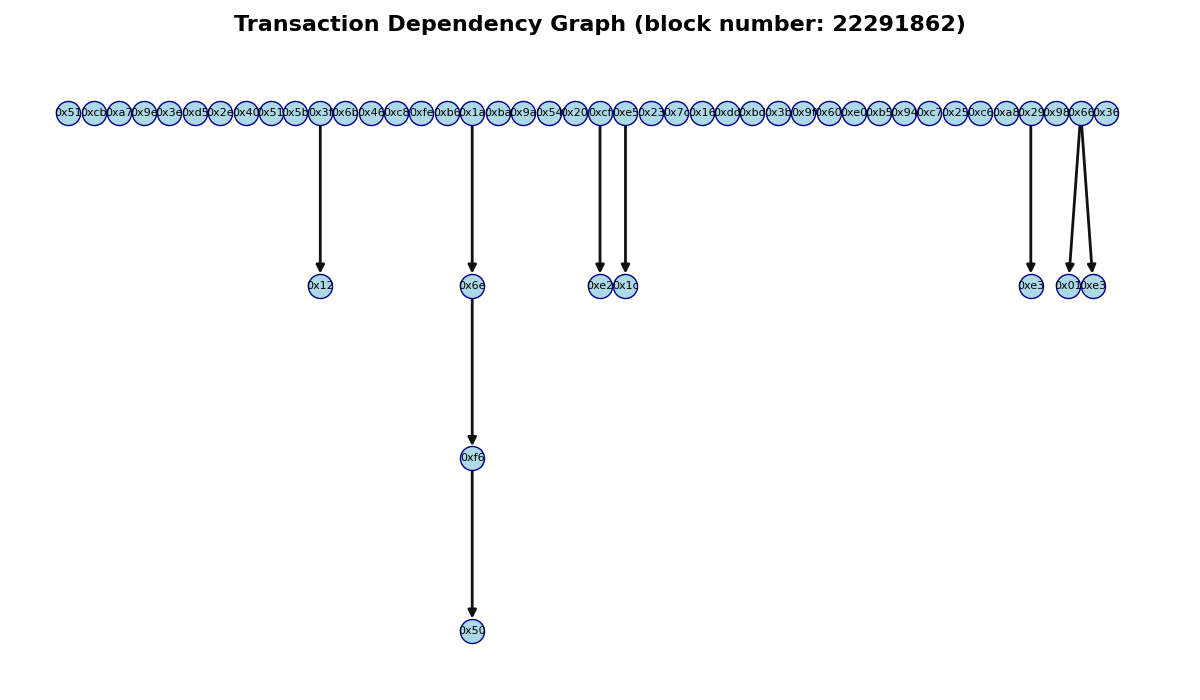 Transaction Dependency Graph (block number: 22291862)
0x51 0xcb 0xa7 0x9e 0x3e 0xd5 0x2e 0x40 0x51 0x5b 0x3f 0x6b 0x46 0xc8 0xfe 0xb6 0x1a 0xba 0x9a 0x54 0x20 0xcf 0xe5 0x23 0x7c 0x16 0xdd 0xbd 0x3b 0x9f 0x60 0xe0 0xb5 0x94 0xc7 0x25 0xc6 0xa8 0x29 0x98 0x66 0x36
0x12 0x6e 0xe2 0x1c 0xe3 0x01 0xe3
0xf6
0x50